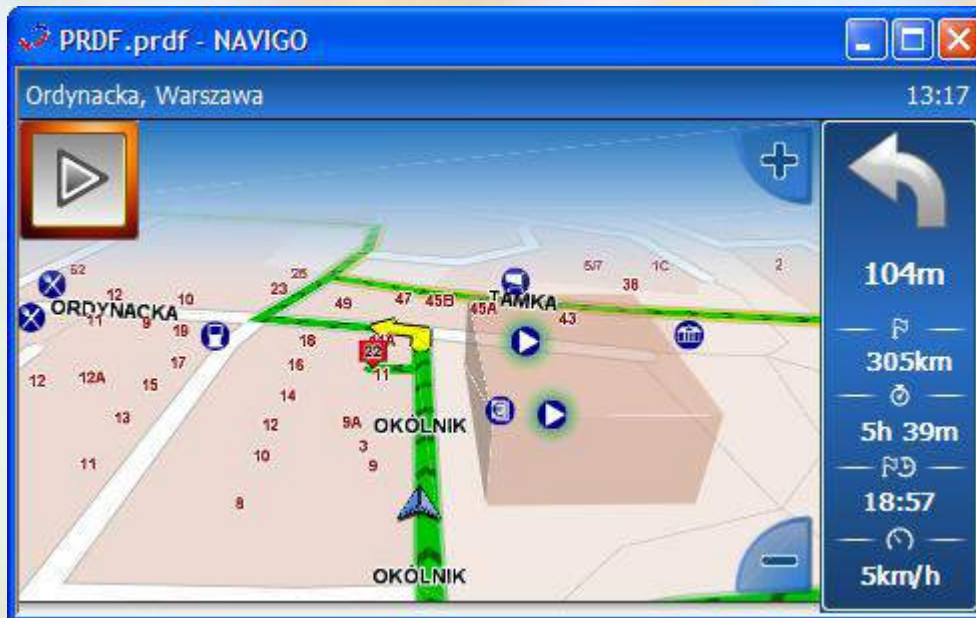 PRDF.prdf - NAVIGO
Ordynacka, Warszawa 13:17
104m
305km
5h 39m
18:57
5km/h
52 25 5/7 1C 2
12 10 23 49 47 45B 45A TAMKA 38
ORDYNACKA
11 9 19 43
18
22
17 16 11
12 12A 15
14
13 12 9A OKÓLNIK
3
11 10 9
8
OKÓLNIK